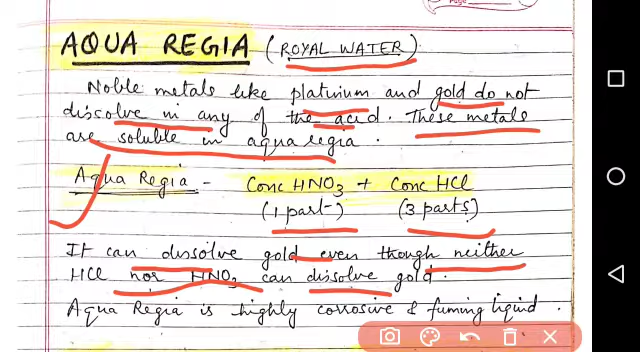 Page
AQUA REGIA (ROYAL WATER)
Noble metals like platinum and gold do not
dissolve in any of the acid. These metals
are soluble in aqua regia.
Aqua Regia - Conc HNO3 + Conc HCl
(1 part) (3 parts)
It can dissolve gold even though neither
HCl nor HNO3 can dissolve gold.
Aqua Regia is highly corrosive & fuming liquid.